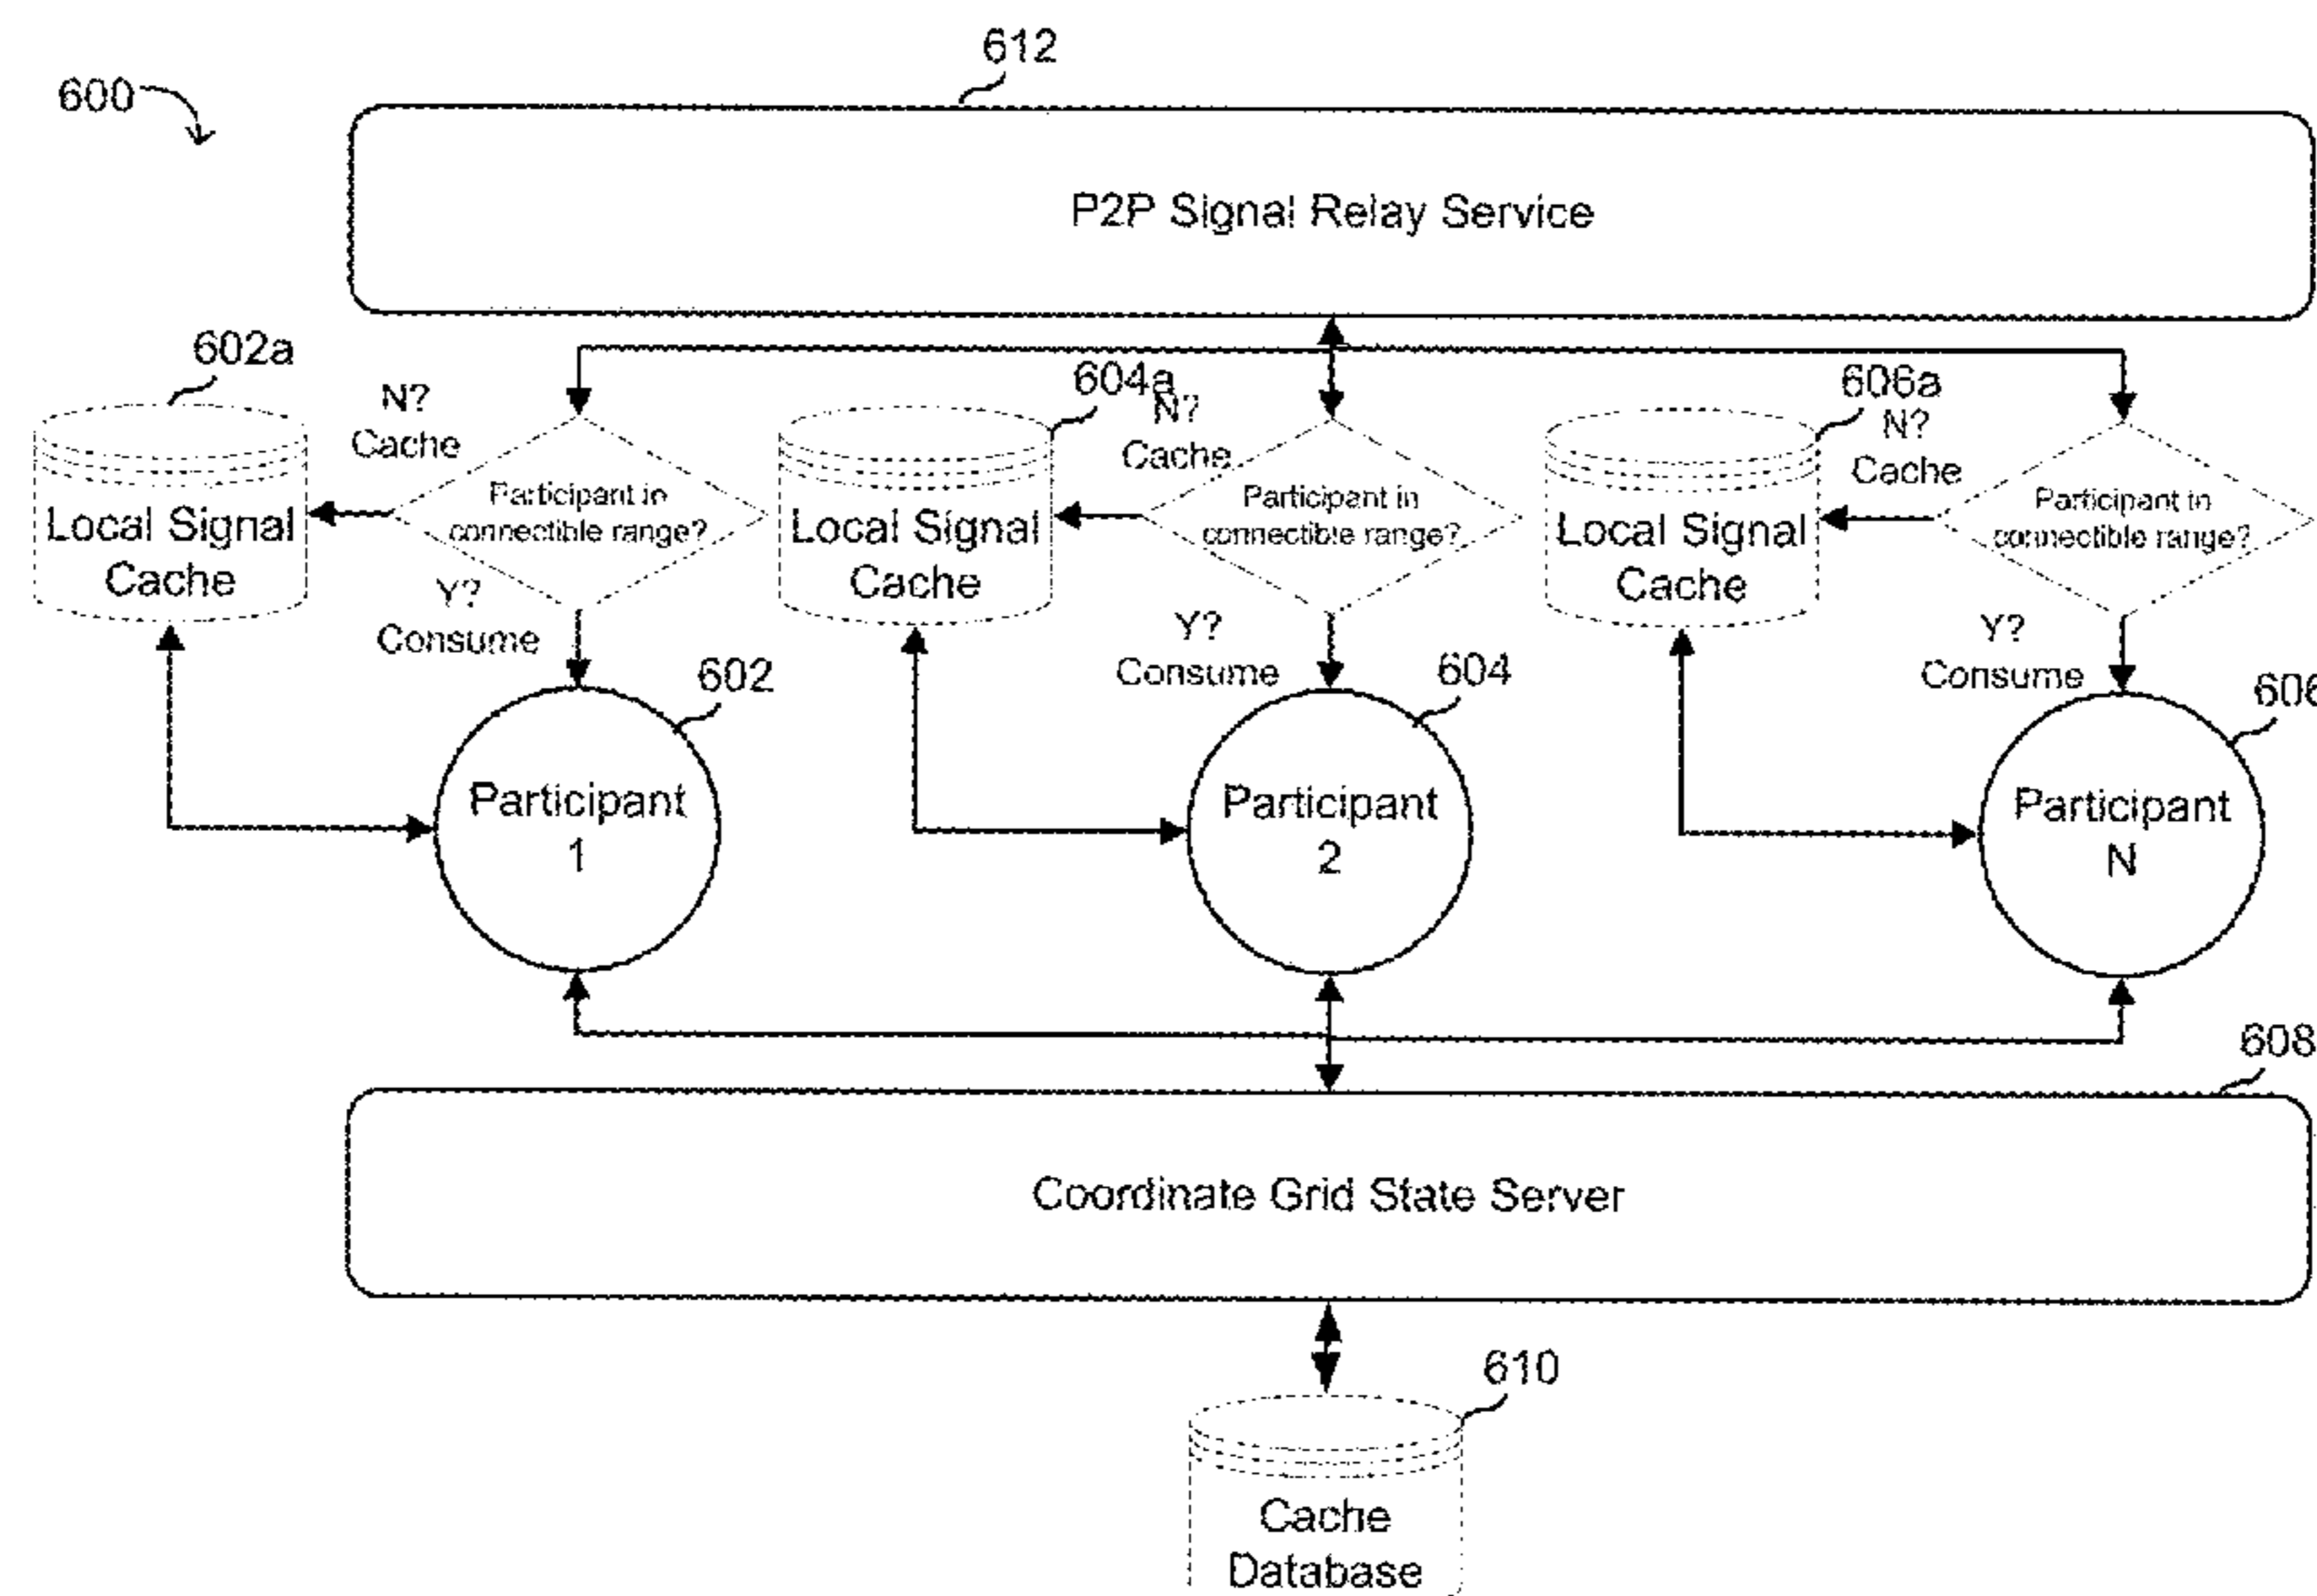 612
600
P2P Signal Relay Service
602a
604a
606a
N?
Cache
N?
Cache
N?
Cache
Participant in
connectible range?
Participant in
connectible range?
Participant in
connectible range?
Local Signal
Cache
Local Signal
Cache
Local Signal
Cache
Y?
Consume
Y?
Consume
Y?
Consume
602
604
606
Participant
1
Participant
2
Participant
N
608
Coordinate Grid State Server
610
Cache
Database